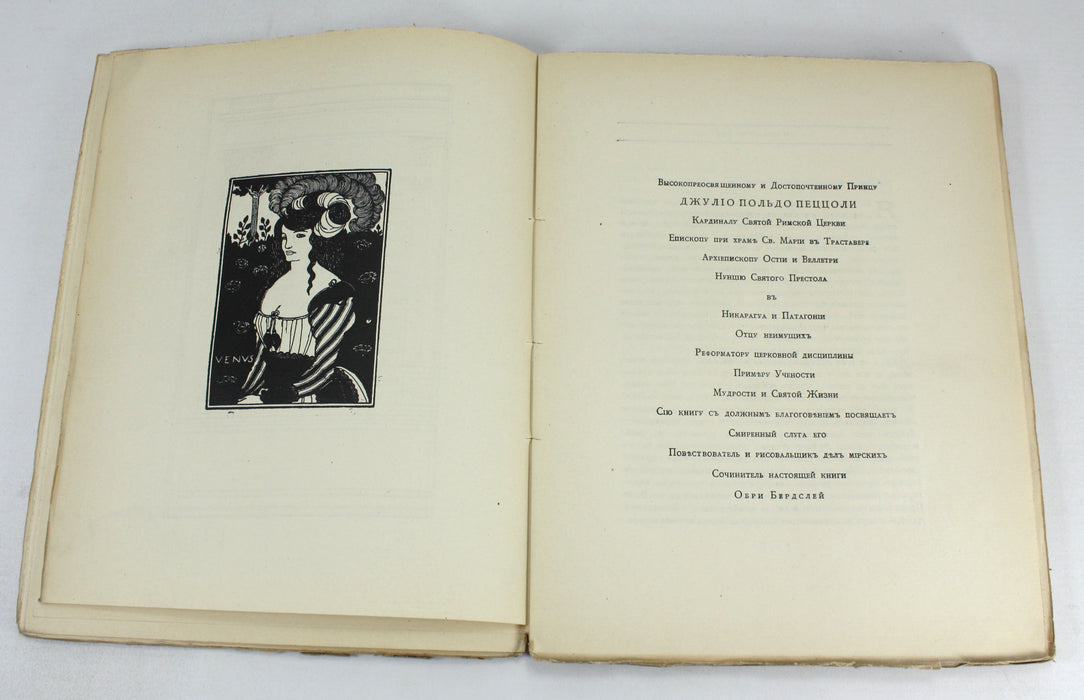 VENVS
Высокопреосвященному и Достопочтенному Принцу
ДЖУЛІО ПОЛЬДО ПЕЦЦОЛИ
Кардиналу Святой Римской Церкви
Епископу при храмѣ Св. Маріи въ Траставере
Архіепископу Остіи и Веллетри
Нунцію Святого Престола
въ
Никарагуа и Патагоніи
Отцу неимущихъ
Реформатору церковной дисциплины
Примѣру Учености
Мудрости и Святой Жизни
Сію книгу съ должнымъ благоговѣніемъ посвящаетъ
Смиренный слуга его
Повѣствователь и рисовальщикъ дѣлъ мірскихъ
Сочинитель настоящей книги
Обри Бердслей